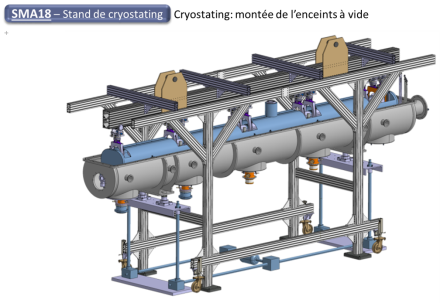 SMA18 – Stand de cryostating Cryostating: montée de l'enceints à vide